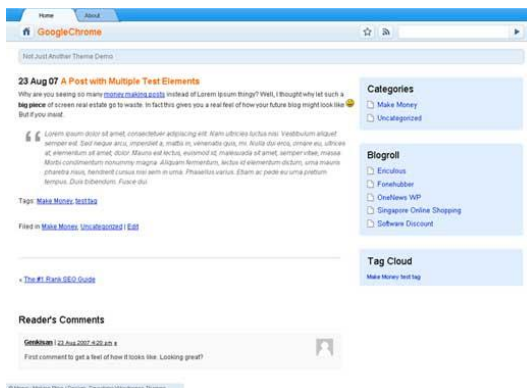 Home About
GoogleChrome
Not Just Another Theme Demo
23 Aug 07 A Post with Multiple Test Elements
Why are you seeing so many money making posts instead of Lorem Ipsum things? Well, I thought why let such a
big piece of screen real estate go to waste. In fact this gives you a real feel of how your future blog might look like
But if you insist.
Lorem ipsum dolor sit amet, consectetuer adipiscing elit. Nam ultricies luctus nisi. Vestibulum aliquet
semper est. Sed neque arcu, imperdiet a, mattis in, venenatis quis, mi. Nulla dui eros, ornare eu, ultrices
at, elementum sit amet, dolor. Mauris est lectus, euismod id, malesuada sit amet, semper vitae, massa.
Morbi condimentum nonummy magna. Aliquam fermentum, lectus id elementum dictum, urna mauris
pharetra risus, hendrerit cursus nisi sem in urna. Phasellus varius. Etiam ac pede eu urna pretium
tempus. Duis bibendum. Fusce dui.
Tags: Make Money, test tag
Filed in Make Money, Uncategorized | Edit
« The #1 Rank SEO Guide
Reader's Comments
Genkisan | 23 Aug 2007 4:29 am
First comment to get a feel of how it looks like. Looking great?
Categories
Make Money
Uncategorized
Blogroll
Ericulous
Fonehubber
OneNews WP
Singapore Online Shopping
Software Discount
Tag Cloud
Make Money test tag